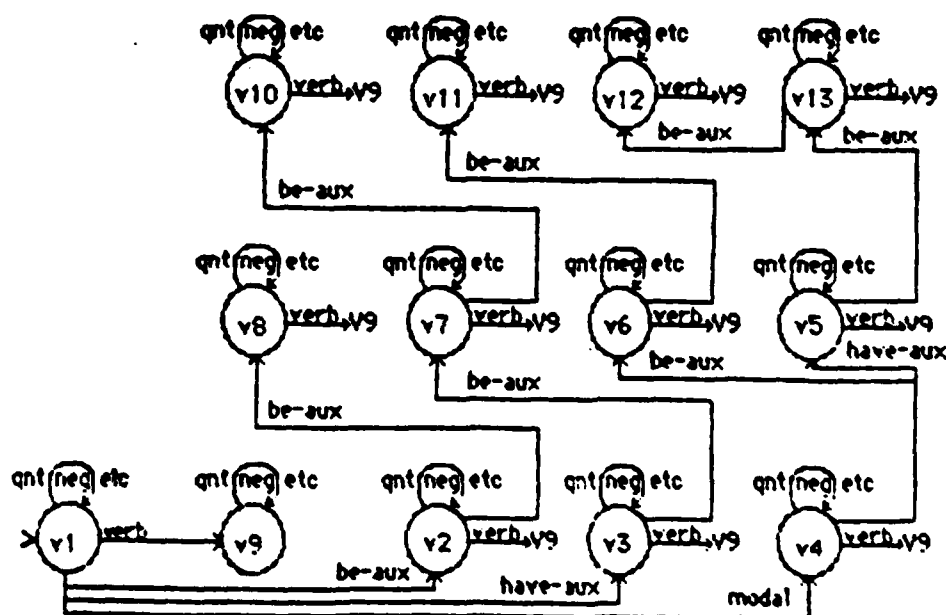 qnt neg etc qnt neg etc qnt neg etc qnt neg etc
v10 verb V9 v11 verb V9 v12 verb V9 v13 verb V9
be-aux be-aux
be-aux be-aux
qnt neg etc qnt neg etc qnt neg etc qnt neg etc
v8 verb V9 v7 verb V9 v6 verb V9 v5 verb V9
have-aux
be-aux
be-aux be-aux
qnt neg etc qnt neg etc qnt neg etc qnt neg etc qnt neg etc
v1 verb v9 v2 verb V9 v3 verb V9 v4 verb V9
be-aux have-aux modal